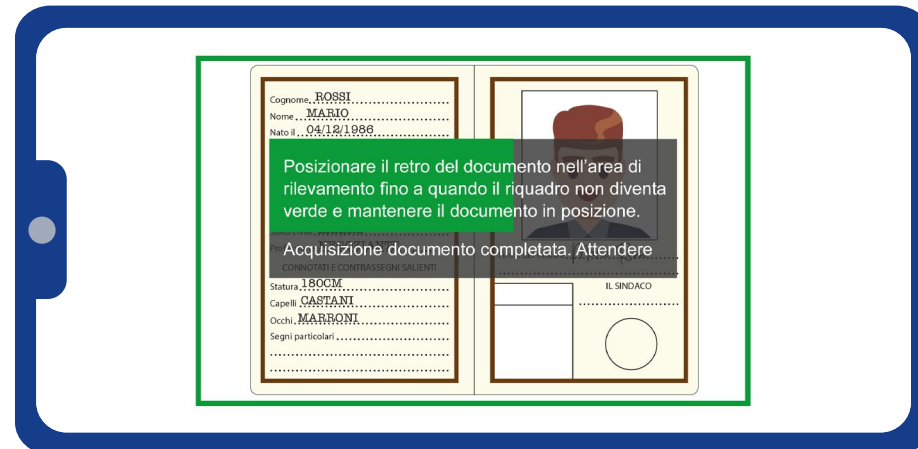 Cognome ROSSI
Nome MARIO
Nato il 04/12/1986
Posizionare il retro del documento nell'area di
rilevamento fino a quando il riquadro non diventa
verde e mantenere il documento in posizione.
Acquisizione documento completata. Attendere
CONNOTATI E CONTRASSEGNI SALIENTI
Statura 180CM
Capelli CASTANI
Occhi MARRONI
Segni particolari
IL SINDACO